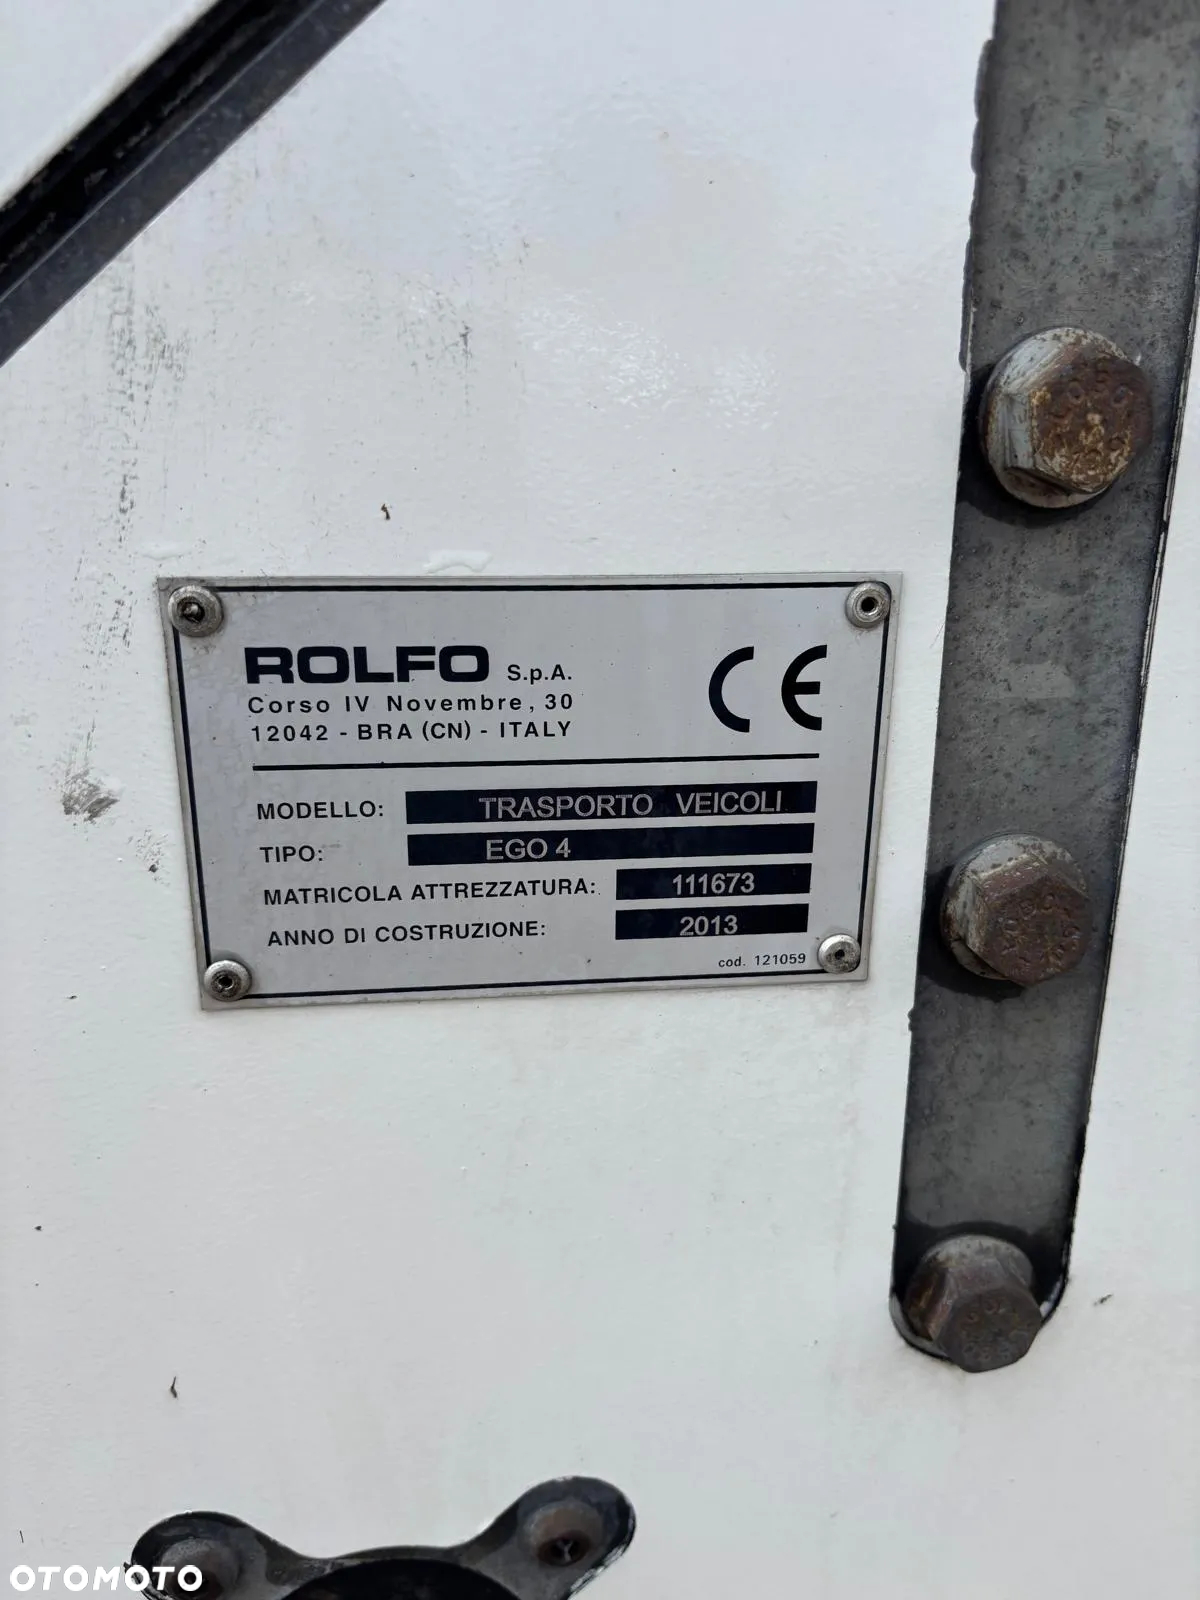 ROLFO S.p.A.
Corso IV Novembre, 30
12042 - BRA (CN) - ITALY
CE
MODELLO: TRASPORTO VEICOLI
TIPO: EGO 4
MATRICOLA ATTREZZATURA: 111673
ANNO DI COSTRUZIONE: 2013
cod. 121059
OTOMOTO